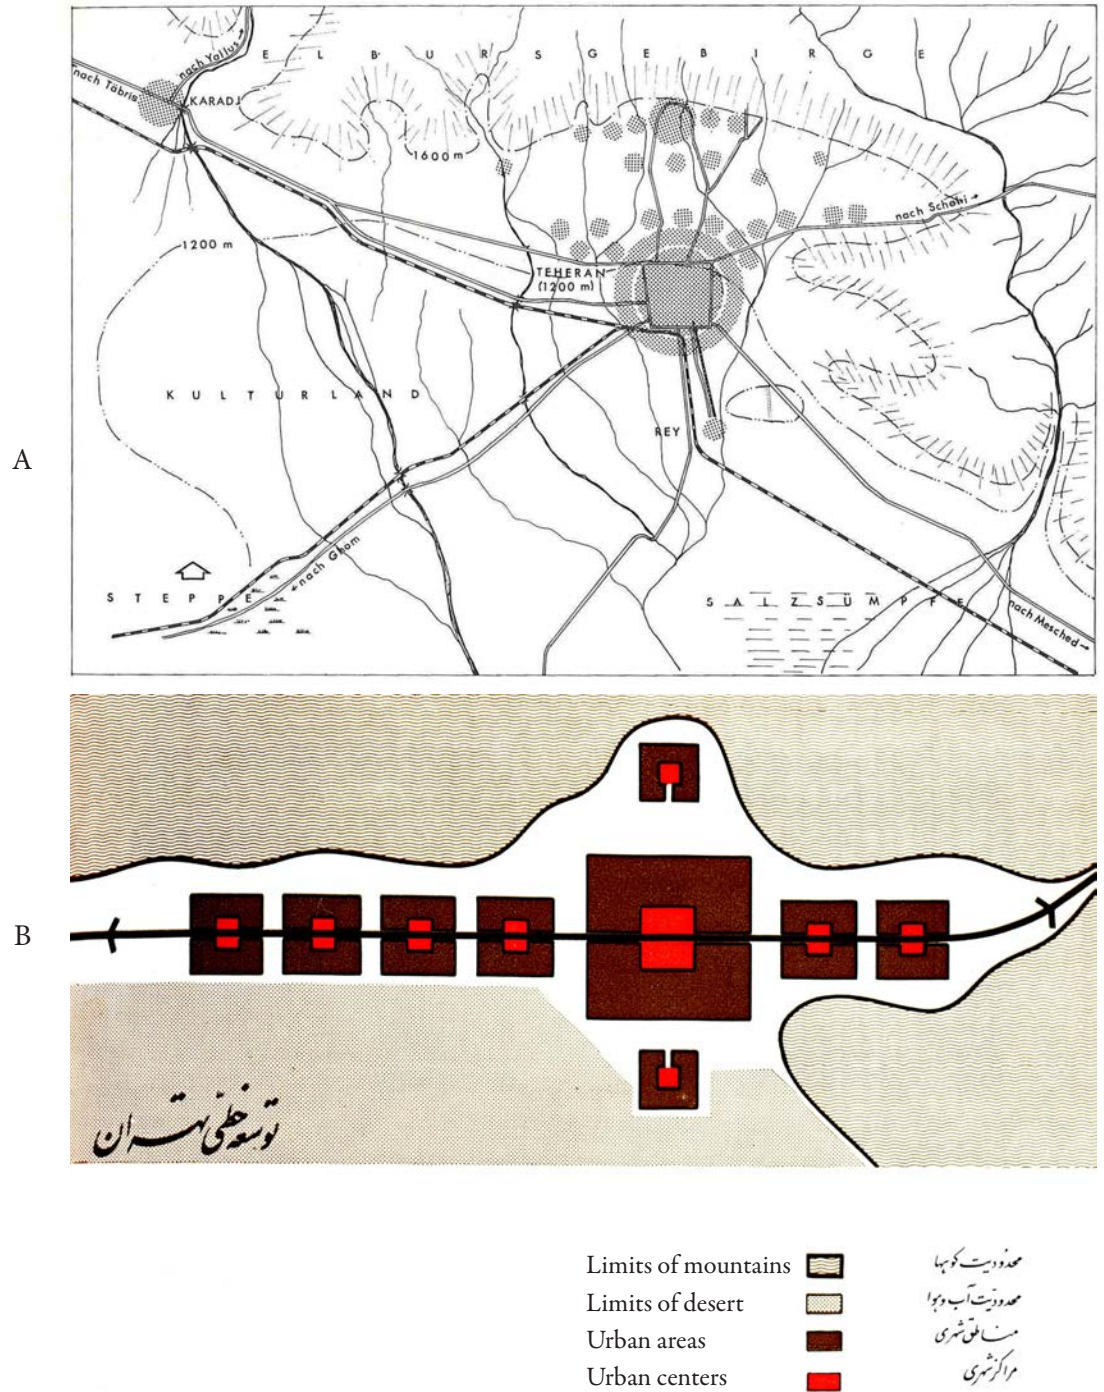 A
E L B U R S G E B I R G E
nach Yallus
nach Täbris
KARADJ
1600 m
nach Schahi
1200 m
TEHERAN
(1200 m)
K U L T U R L A N D
REY
nach Ghom
S T E P P E
S A L Z S Ü M P F E
nach Mesched
B
توسعه خطی تهران
Limits of mountains محدودیت کوهها
Limits of desert محدودیت آب و هوا
Urban areas مناطق شهری
Urban centers مراکز شهری